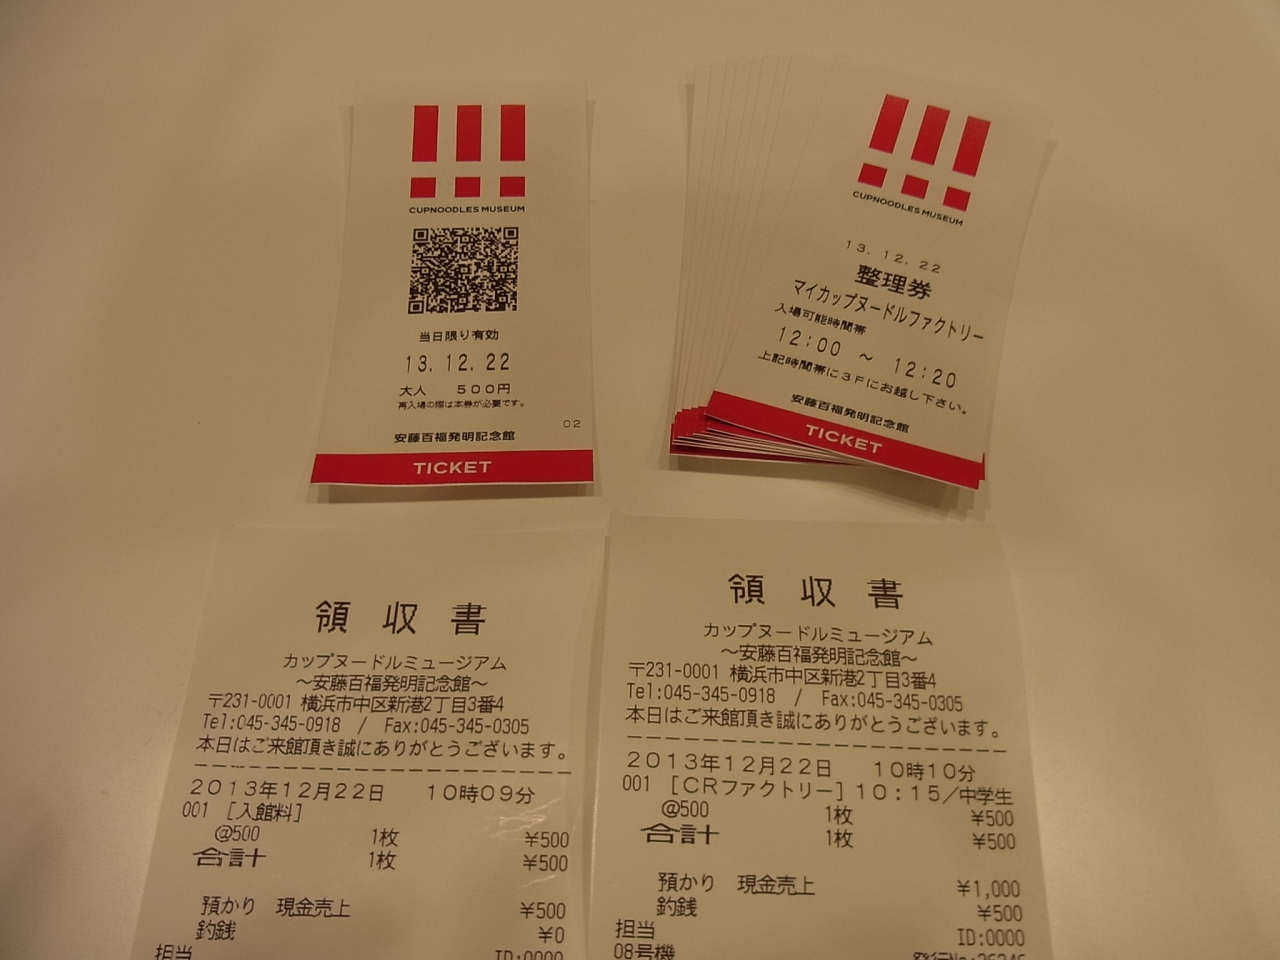 CUPNOODLES MUSEUM
当日限り有効
13.12.22
大人 500円
再入場の際は本券が必要です。
02
安藤百福発明記念館
TICKET
CUPNOODLES MUSEUM
13.12.22
整理券
マイカップヌードルファクトリー
入場可能時間帯
12:00 ～ 12:20
上記時間帯に3Fにお越し下さい。
安藤百福発明記念館
TICKET
領収書
カップヌードルミュージアム
～安藤百福発明記念館～
〒231-0001 横浜市中区新港2丁目3番4
Tel:045-345-0918 / Fax:045-345-0305
本日はご来館頂き誠にありがとうございます。
2013年12月22日 10時09分
001 [入館料]
@500 1枚 ¥500
合計 1枚 ¥500
預かり 現金売上 ¥500
釣銭 ¥0
担当 ID:0000
領収書
カップヌードルミュージアム
～安藤百福発明記念館～
〒231-0001 横浜市中区新港2丁目3番4
Tel:045-345-0918 / Fax:045-345-0305
本日はご来館頂き誠にありがとうございます。
2013年12月22日 10時10分
001 [CRファクトリー]10:15/中学生
@500 1枚 ¥500
合計 1枚 ¥500
預かり 現金売上 ¥1,000
釣銭 ¥500
担当 ID:0000
08号機